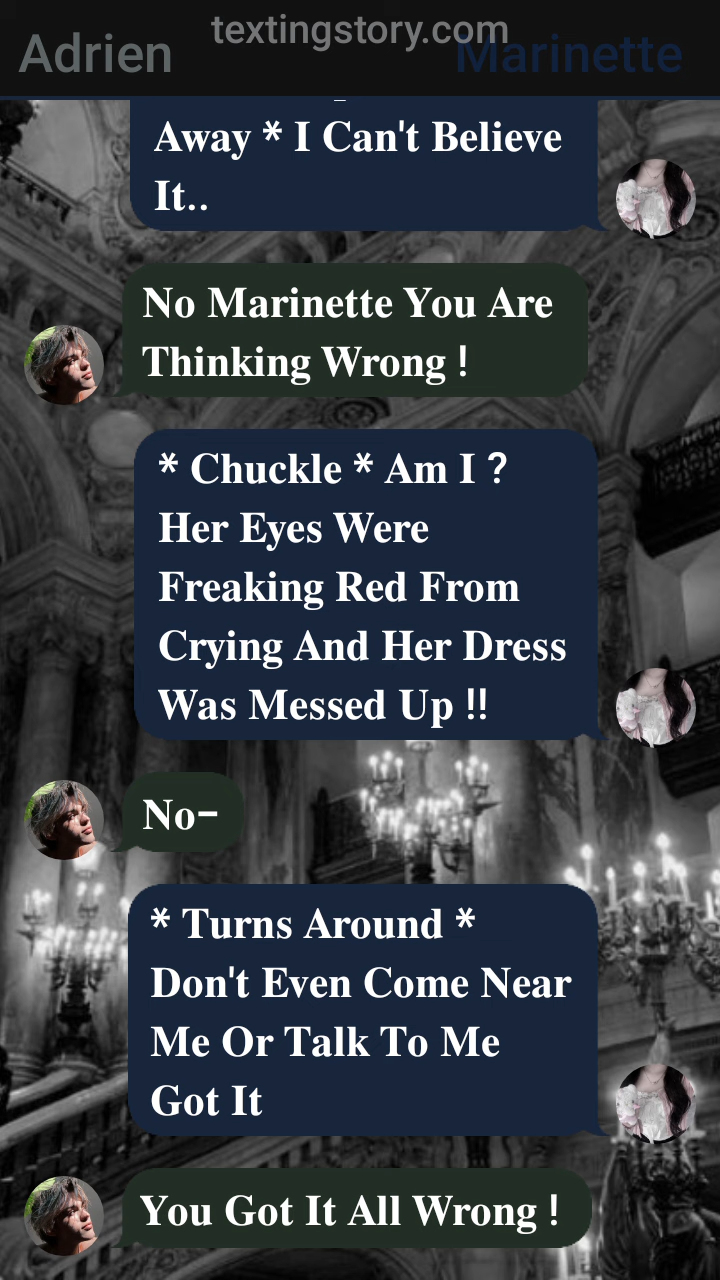 textingstory.com
Adrien
Marinette
Away * I Can't Believe
It..
No Marinette You Are
Thinking Wrong !
* Chuckle * Am I ?
Her Eyes Were
Freaking Red From
Crying And Her Dress
Was Messed Up !!
No-
* Turns Around *
Don't Even Come Near
Me Or Talk To Me
Got It
You Got It All Wrong !